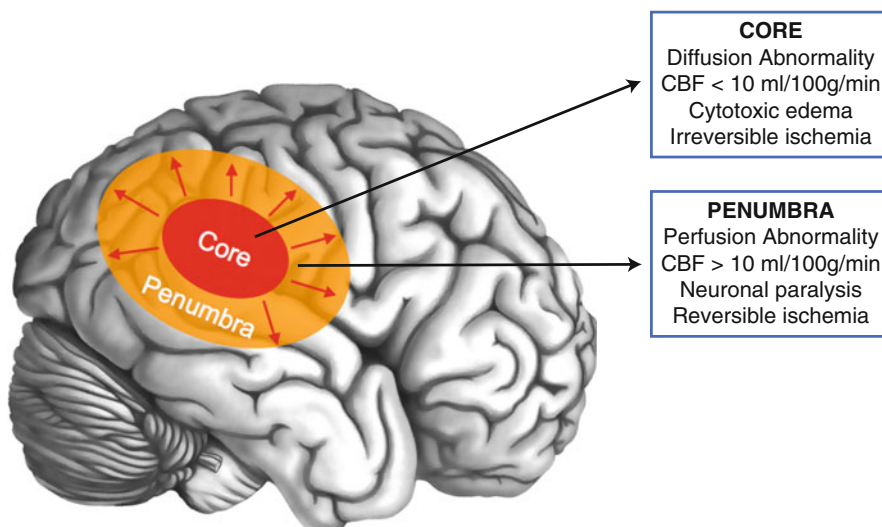 CORE
Diffusion Abnormality
CBF < 10 ml/100g/min
Cytotoxic edema
Irreversible ischemia
PENUMBRA
Perfusion Abnormality
CBF > 10 ml/100g/min
Neuronal paralysis
Reversible ischemia
Core
Penumbra